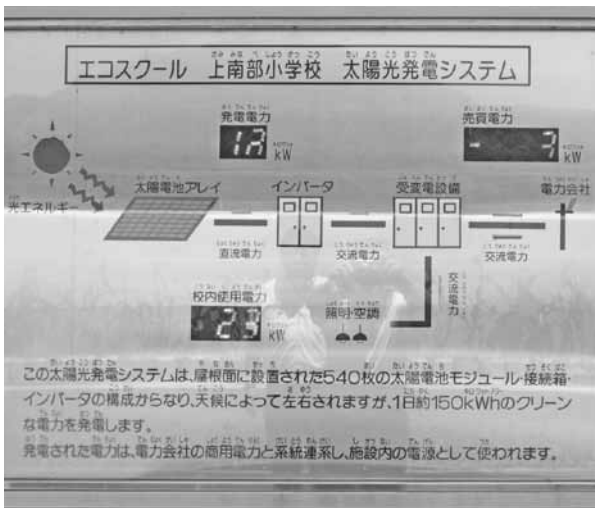 エコスクール 上南部小学校 太陽光発電システム
発電電力
kW
売買電力
- 3 kW
光エネルギー
太陽電池アレイ
インバータ
受変電設備
電力会社
直流電力
交流電力
交流電力
校内使用電力
23 kW
照明・空調
交流電力
この太陽光発電システムは、屋根面に設置された540枚の太陽電池モジュール・接続箱・
インバータの構成からなり、天候によって左右されますが、1日約150kWhのクリーン
な電力を発電します。
発電された電力は、電力会社の商用電力と系統連系し、施設内の電源として使われます。